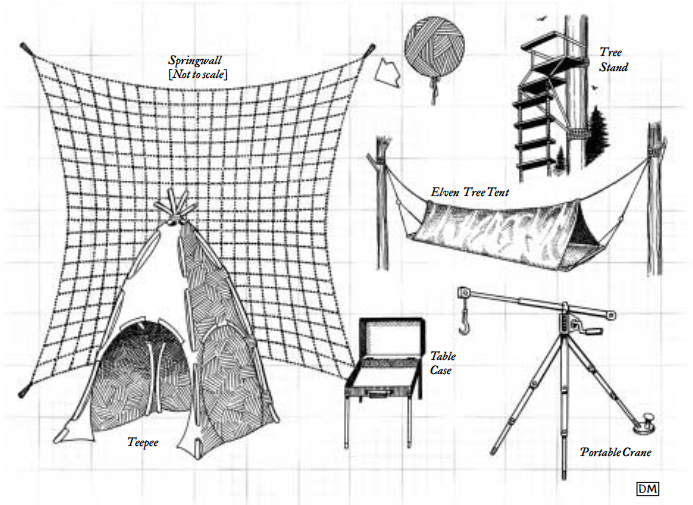 Springwall
[Not to scale]
Tree
Stand
Elven Tree Tent
Table
Case
Teepee
Portable Crane
DM